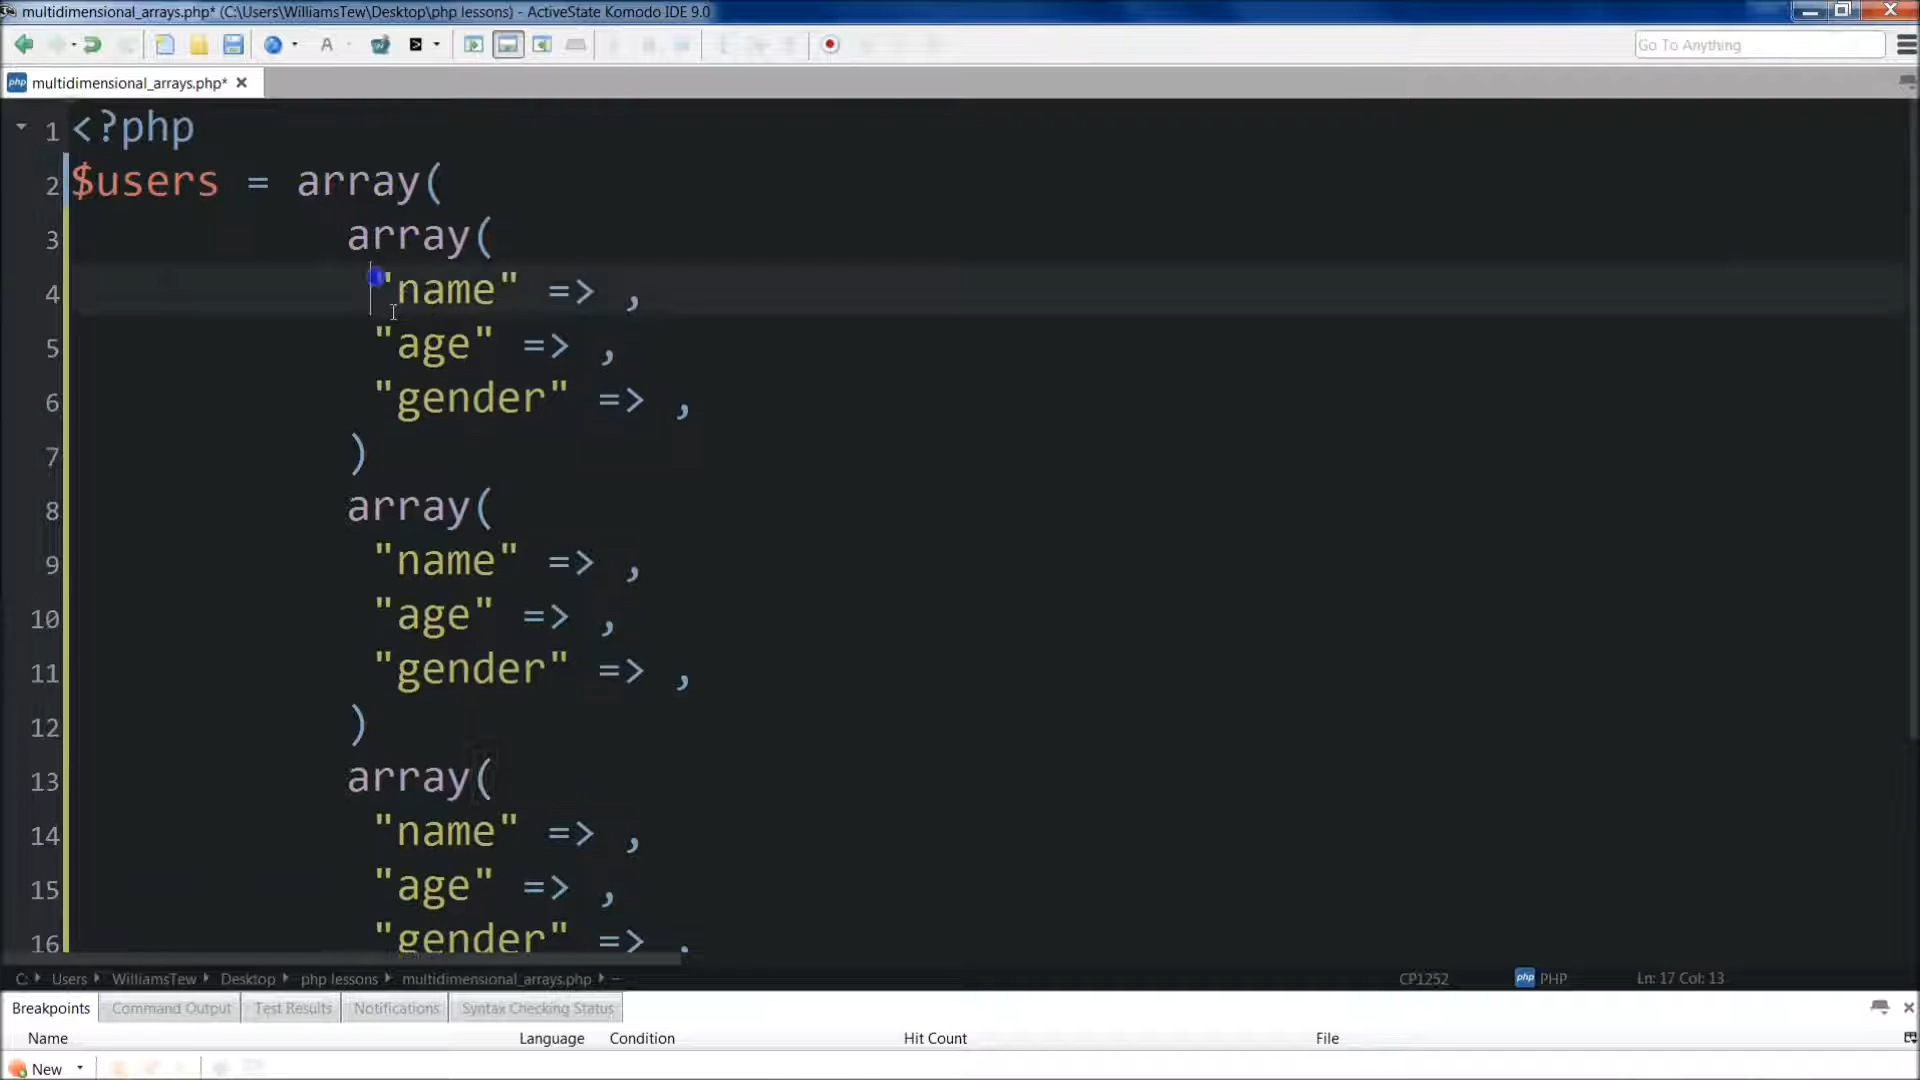 multidimensional_arrays.php* (C:\Users\WilliamsTew\Desktop\php lessons) - ActiveState Komodo IDE 9.0
A
Go To Anything
php multidimensional_arrays.php*
1 <?php
2 $users = array(
3 array(
4 "name" => ,
5 "age" => ,
6 "gender" => ,
7 )
8 array(
9 "name" => ,
10 "age" => ,
11 "gender" => ,
12 )
13 array(
14 "name" => ,
15 "age" => ,
16 "gender" => ,
C: Users WilliamsTew Desktop php lessons multidimensional_arrays.php – CP1252 php PHP Ln: 17 Col: 13
Breakpoints Command Output Test Results Notifications Syntax Checking Status
Name Language Condition Hit Count File
New